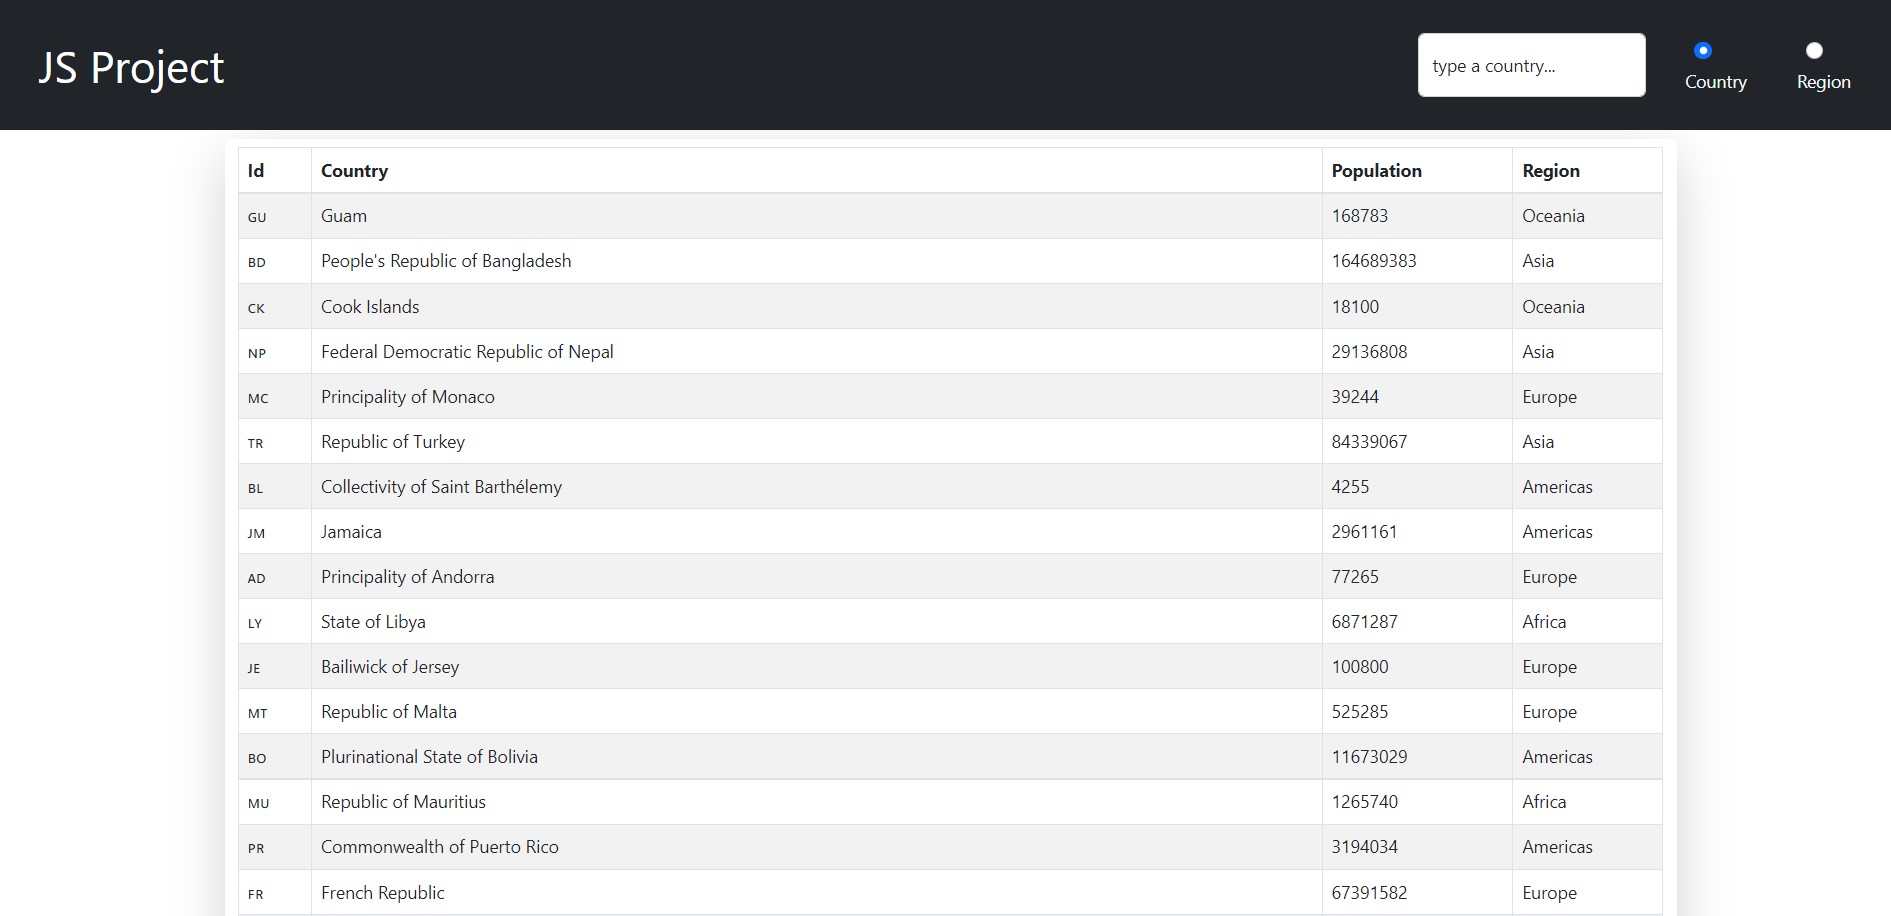 JS Project
type a country...
Country
Region
Id Country Population Region
GU Guam 168783 Oceania
BD People's Republic of Bangladesh 164689383 Asia
CK Cook Islands 18100 Oceania
NP Federal Democratic Republic of Nepal 29136808 Asia
MC Principality of Monaco 39244 Europe
TR Republic of Turkey 84339067 Asia
BL Collectivity of Saint Barthélemy 4255 Americas
JM Jamaica 2961161 Americas
AD Principality of Andorra 77265 Europe
LY State of Libya 6871287 Africa
JE Bailiwick of Jersey 100800 Europe
MT Republic of Malta 525285 Europe
BO Plurinational State of Bolivia 11673029 Americas
MU Republic of Mauritius 1265740 Africa
PR Commonwealth of Puerto Rico 3194034 Americas
FR French Republic 67391582 Europe